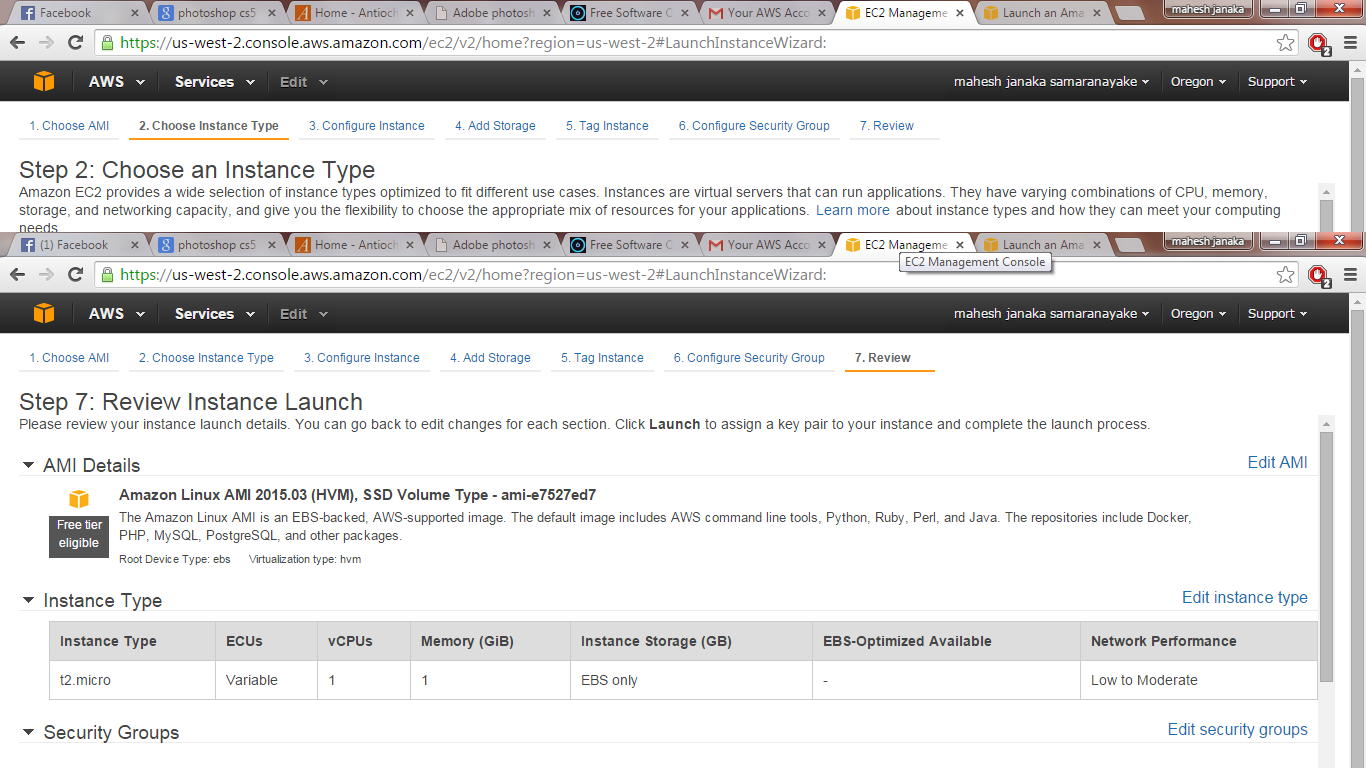 Facebook photoshop cs5 Home - Antioch Adobe photosh Free Software C Your AWS Acco EC2 Manageme Launch an Ama mahesh janaka
https://us-west-2.console.aws.amazon.com/ec2/v2/home?region=us-west-2#LaunchInstanceWizard: 2
AWS Services Edit mahesh janaka samaranayake Oregon Support
1. Choose AMI 2. Choose Instance Type 3. Configure Instance 4. Add Storage 5. Tag Instance 6. Configure Security Group 7. Review
Step 2: Choose an Instance Type
Amazon EC2 provides a wide selection of instance types optimized to fit different use cases. Instances are virtual servers that can run applications. They have varying combinations of CPU, memory,
storage, and networking capacity, and give you the flexibility to choose the appropriate mix of resources for your applications. Learn more about instance types and how they can meet your computing
needs
(1) Facebook photoshop cs5 Home - Antioch Adobe photosh Free Software C Your AWS Acco EC2 Manageme Launch an Ama mahesh janaka
EC2 Management Console
https://us-west-2.console.aws.amazon.com/ec2/v2/home?region=us-west-2#LaunchInstanceWizard: 2
AWS Services Edit mahesh janaka samaranayake Oregon Support
1. Choose AMI 2. Choose Instance Type 3. Configure Instance 4. Add Storage 5. Tag Instance 6. Configure Security Group 7. Review
Step 7: Review Instance Launch
Please review your instance launch details. You can go back to edit changes for each section. Click Launch to assign a key pair to your instance and complete the launch process.
AMI Details Edit AMI
Amazon Linux AMI 2015.03 (HVM), SSD Volume Type - ami-e7527ed7
Free tier
eligible
The Amazon Linux AMI is an EBS-backed, AWS-supported image. The default image includes AWS command line tools, Python, Ruby, Perl, and Java. The repositories include Docker,
PHP, MySQL, PostgreSQL, and other packages.
Root Device Type: ebs Virtualization type: hvm
Instance Type Edit instance type
Instance Type ECUs vCPUs Memory (GiB) Instance Storage (GB) EBS-Optimized Available Network Performance
t2.micro Variable 1 1 EBS only - Low to Moderate
Security Groups Edit security groups